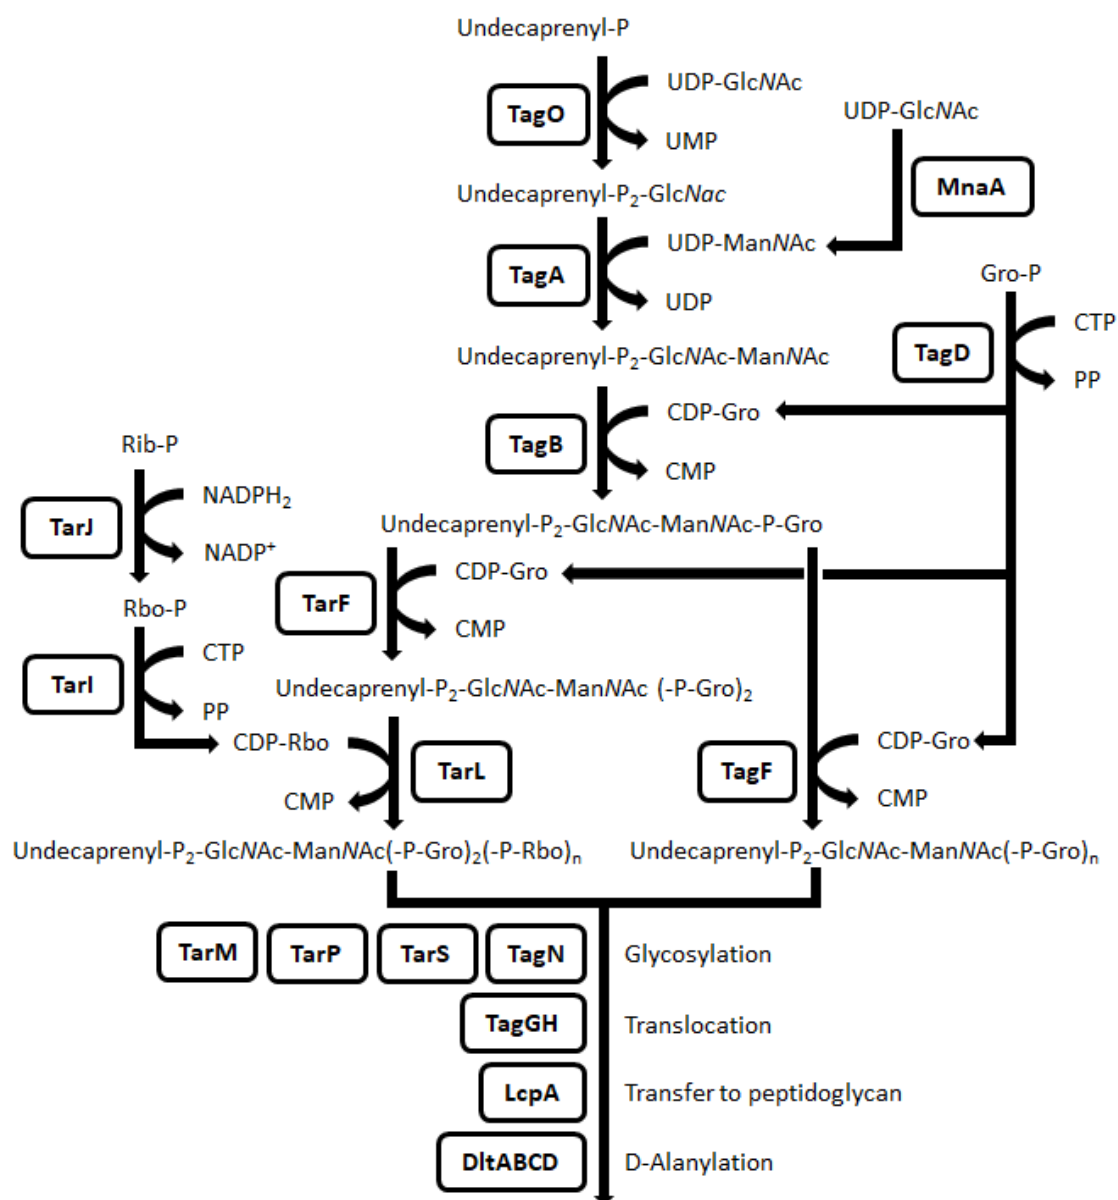 Undecaprenyl-P
UDP-GlcNAc
TagO
UMP
UDP-GlcNAc
MnaA
Undecaprenyl-P₂-GlcNac
UDP-ManNAc
TagA
UDP
Gro-P
CTP
TagD
PP
Undecaprenyl-P₂-GlcNAc-ManNAc
CDP-Gro
TagB
CMP
Rib-P
NADPH₂
TarJ
NADP⁺
Undecaprenyl-P₂-GlcNAc-ManNAc-P-Gro
CDP-Gro
TarF
CMP
Rbo-P
CTP
TarI
PP
Undecaprenyl-P₂-GlcNAc-ManNAc (-P-Gro)₂
CDP-Rbo
TarL
CMP
CDP-Gro
TagF
CMP
Undecaprenyl-P₂-GlcNAc-ManNAc(-P-Gro)₂(-P-Rbo)ₙ
Undecaprenyl-P₂-GlcNAc-ManNAc(-P-Gro)ₙ
TarM TarP TarS TagN Glycosylation
TagGH Translocation
LcpA Transfer to peptidoglycan
DltABCD D-Alanylation